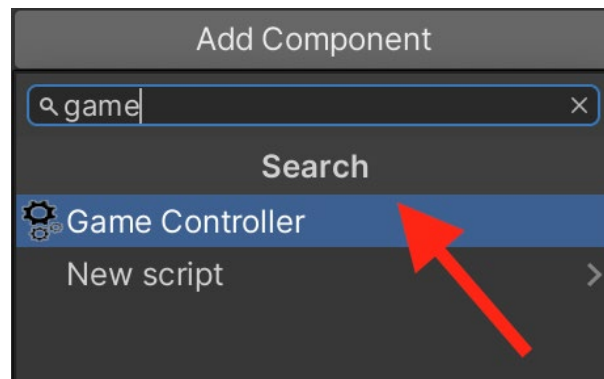 Add Component
game
Search
Game Controller
New script